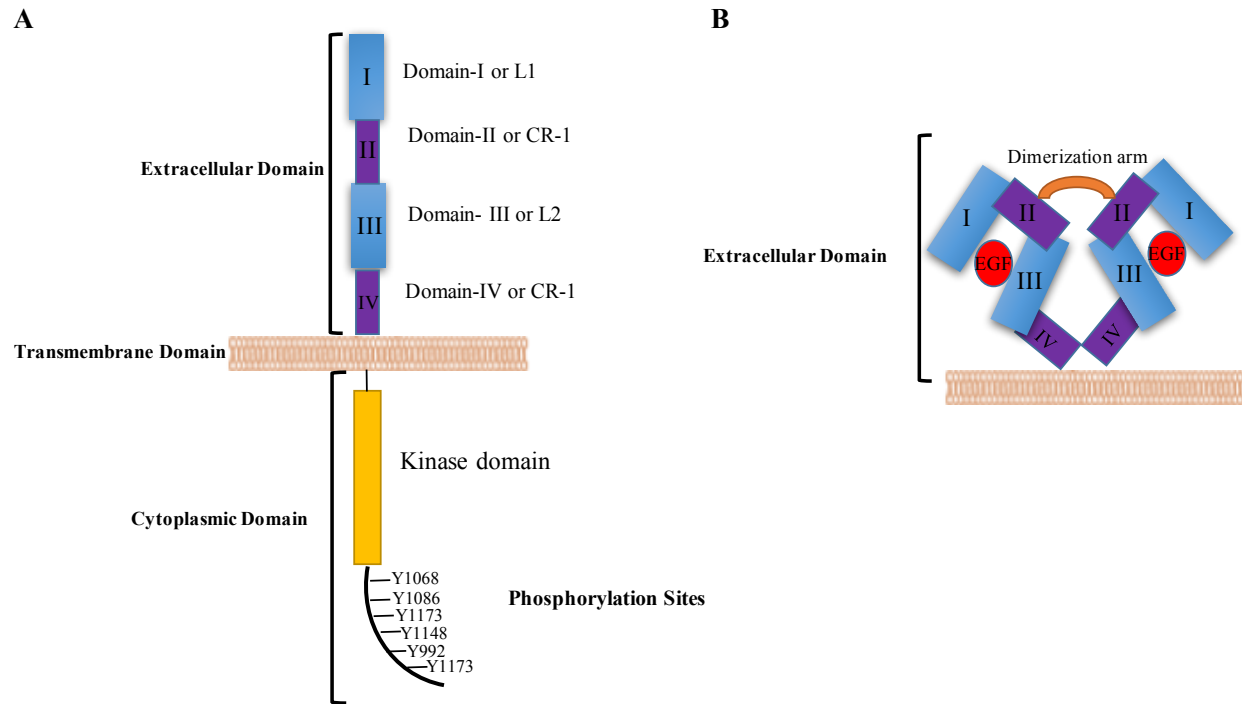 A
I
Domain-I or L1
II
Domain-II or CR-1
Extracellular Domain
III
Domain- III or L2
IV
Domain-IV or CR-1
Transmembrane Domain
Kinase domain
Cytoplasmic Domain
Y1068
Y1086
Y1173
Y1148
Y992
Y1173
Phosphorylation Sites
B
Dimerization arm
I
II
II
I
Extracellular Domain
EGF
III
III
EGF
IV
IV